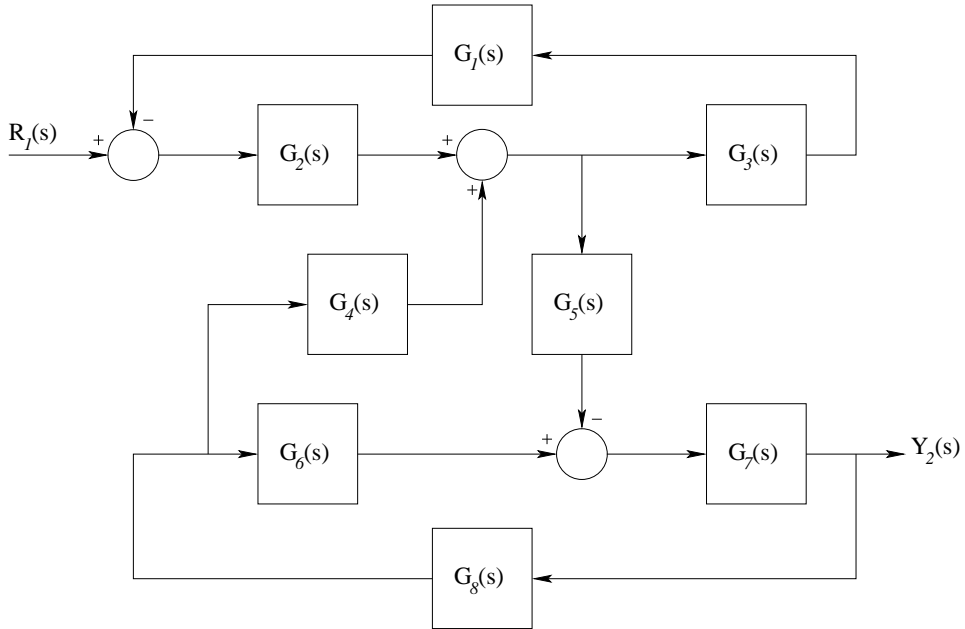 G1(s)
R1(s)
+
−
G2(s)
+
+
G3(s)
G4(s)
G5(s)
−
+
G6(s)
G7(s)
Y2(s)
G8(s)